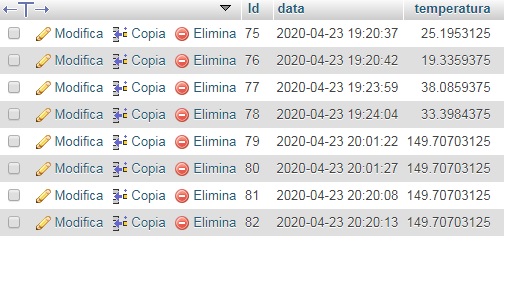 Id data temperatura
Modifica Copia Elimina 75 2020-04-23 19:20:37 25.1953125
Modifica Copia Elimina 76 2020-04-23 19:20:42 19.3359375
Modifica Copia Elimina 77 2020-04-23 19:23:59 38.0859375
Modifica Copia Elimina 78 2020-04-23 19:24:04 33.3984375
Modifica Copia Elimina 79 2020-04-23 20:01:22 149.70703125
Modifica Copia Elimina 80 2020-04-23 20:01:27 149.70703125
Modifica Copia Elimina 81 2020-04-23 20:20:08 149.70703125
Modifica Copia Elimina 82 2020-04-23 20:20:13 149.70703125